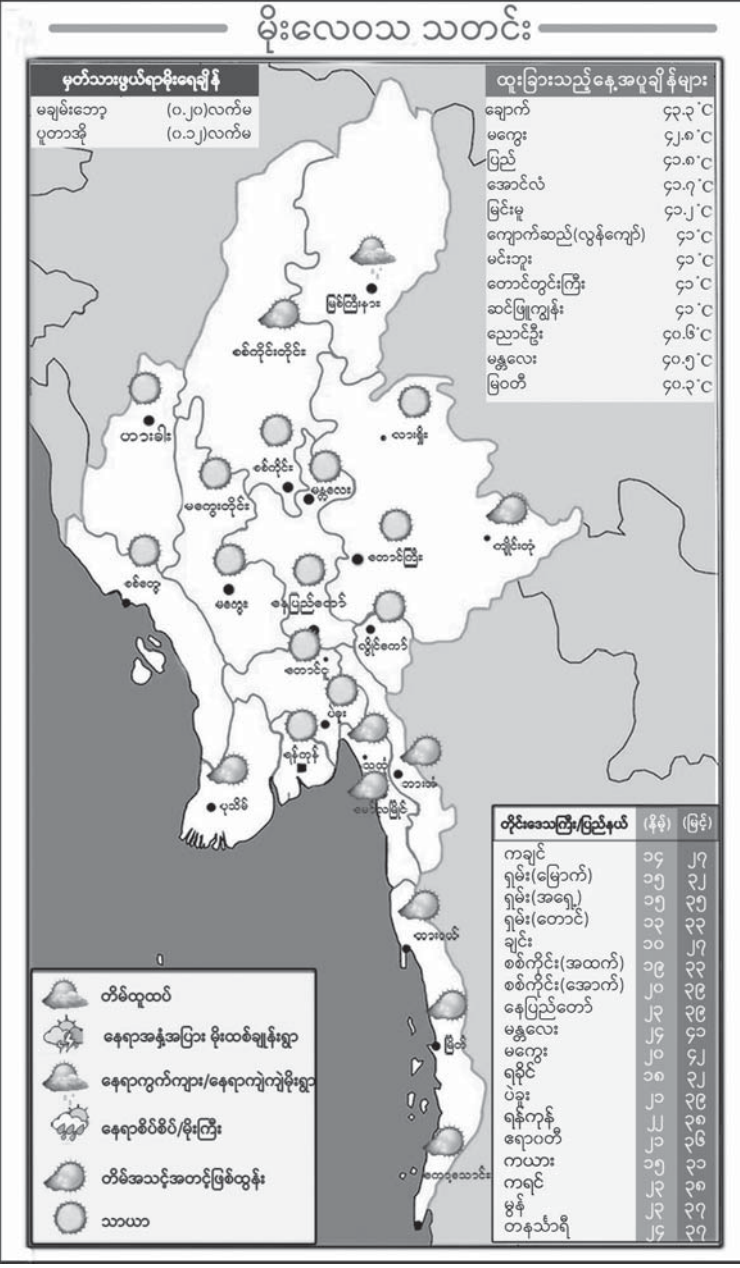 မိုးလေဝသ သတင်း
မှတ်သားဖွယ်ရာမိုးရေချိန်
မချမ်းဘော့ (၀.၂၀)လက်မ
ပူတာအို (၀.၁၂)လက်မ
ထူးခြားသည့်နေ့အပူချိန်များ
ချောက် ၄၃.၃°C
မကွေး ၄၂.၈°C
ပြည် ၄၁.၈°C
အောင်လံ ၄၁.၇°C
မြင်းမူ ၄၁.၂°C
ကျောက်ဆည်(လွန်ကျော်) ၄၁°C
မင်းဘူး ၄၁°C
တောင်တွင်းကြီး ၄၁°C
ဆင်ဖြူကျွန်း ၄၁°C
ညောင်ဦး ၄၀.၆°C
မန္တလေး ၄၀.၅°C
မြဝတီ ၄၀.၃°C
မြစ်ကြီးနား
စစ်ကိုင်းတိုင်း
ဟားခါး
လားရှိုး
စစ်ကိုင်း
မန္တလေး
မကွေးတိုင်း
ကျိုင်းတုံ
တောင်ကြီး
စစ်တွေ
မကွေး
နေပြည်တော်
လွိုင်ကော်
တောင်ငူ
ပဲခူး
ရန်ကုန်
သထုံ
ဘားအံ
ပုသိမ်
မော်လမြိုင်
ထားဝယ်
မြိတ်
ကော့သောင်း
တိမ်ထူထပ်
နေရာအနှံ့အပြား မိုးထစ်ချုန်းရွာ
နေရာကွက်ကျား/နေရာကျဲကျဲမိုးရွာ
နေရာစိပ်စိပ်/မိုးကြီး
တိမ်အသင့်အတင့်ဖြစ်ထွန်း
သာယာ
တိုင်းဒေသကြီး/ပြည်နယ် (နိမ့်) (မြင့်)
ကချင် ၁၄ ၂၇
ရှမ်း(မြောက်) ၁၅ ၃၂
ရှမ်း(အရှေ့) ၁၅ ၃၅
ရှမ်း(တောင်) ၁၃ ၃၃
ချင်း ၁၀ ၂၇
စစ်ကိုင်း(အထက်) ၁၉ ၃၃
စစ်ကိုင်း(အောက်) ၂၀ ၃၉
နေပြည်တော် ၂၃ ၃၉
မန္တလေး ၂၄ ၄၁
မကွေး ၂၀ ၄၂
ရခိုင် ၁၈ ၃၂
ပဲခူး ၂၁ ၃၉
ရန်ကုန် ၂၂ ၃၈
ဧရာဝတီ ၂၁ ၃၆
ကယား ၁၅ ၃၁
ကရင် ၂၃ ၃၈
မွန် ၂၃ ၃၇
တနင်္သာရီ ၂၄ ၃၇